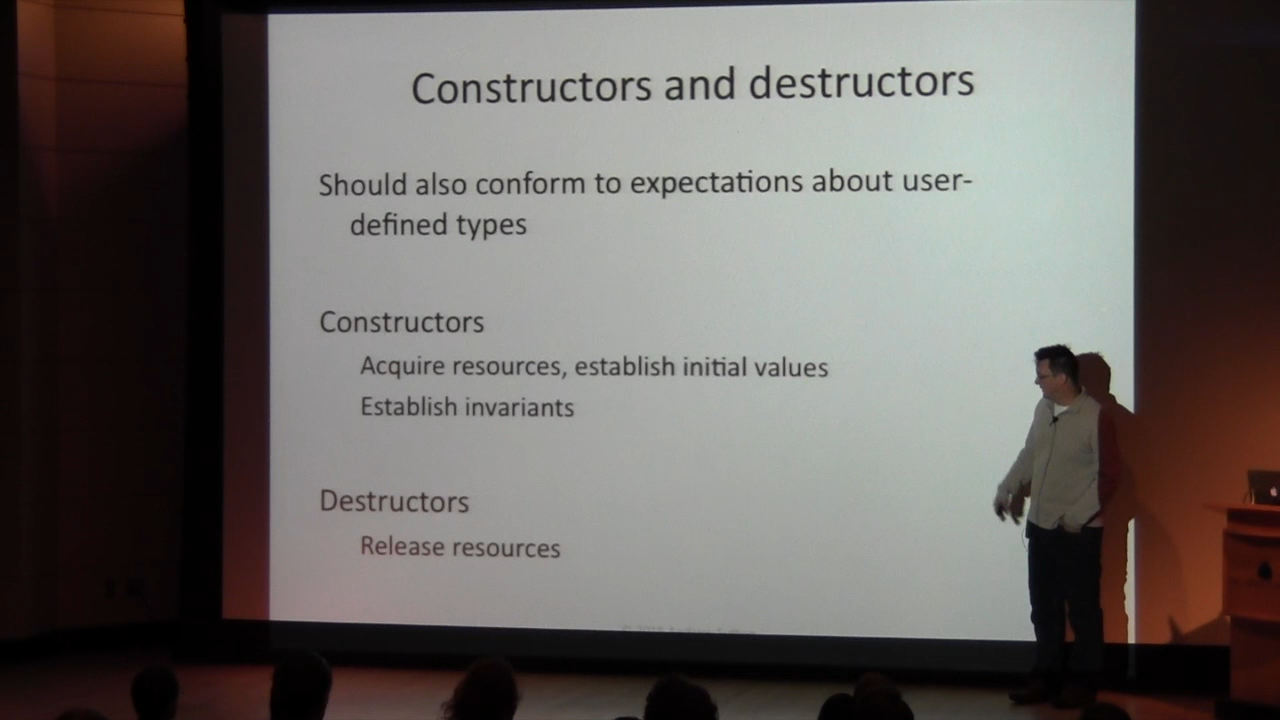 Constructors and destructors
Should also conform to expectations about user-
defined types
Constructors
Acquire resources, establish initial values
Establish invariants
Destructors
Release resources